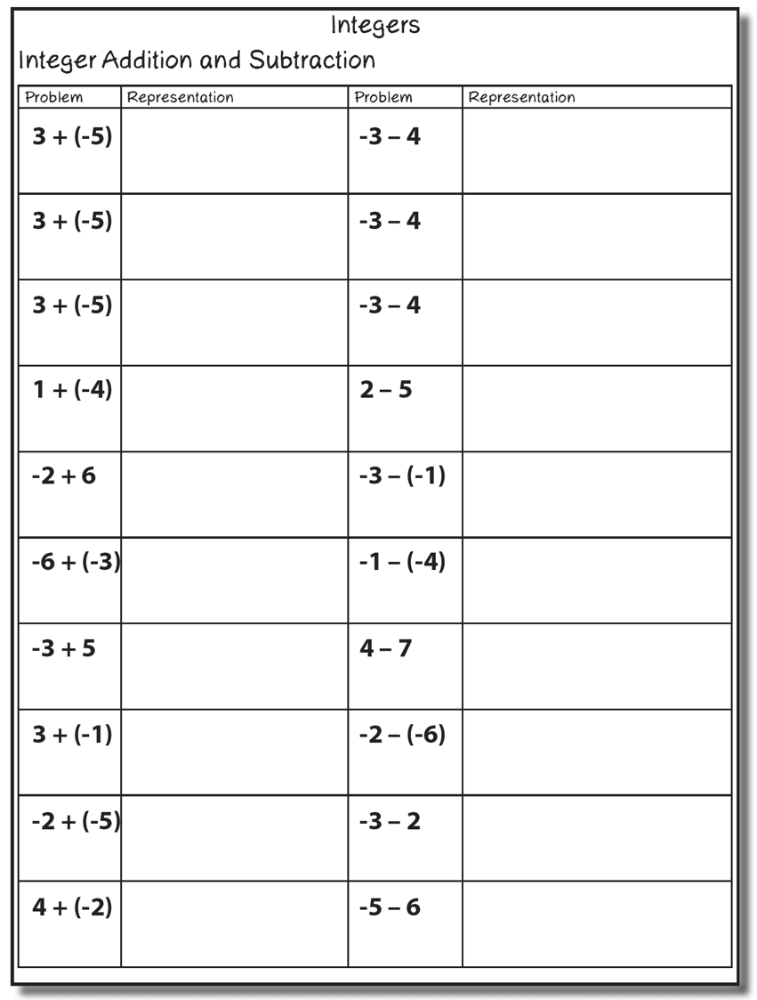 Integers
Integer Addition and Subtraction
Problem Representation Problem Representation
3 + (-5) -3 – 4
3 + (-5) -3 – 4
3 + (-5) -3 – 4
1 + (-4) 2 – 5
-2 + 6 -3 – (-1)
-6 + (-3) -1 – (-4)
-3 + 5 4 – 7
3 + (-1) -2 – (-6)
-2 + (-5) -3 – 2
4 + (-2) -5 – 6